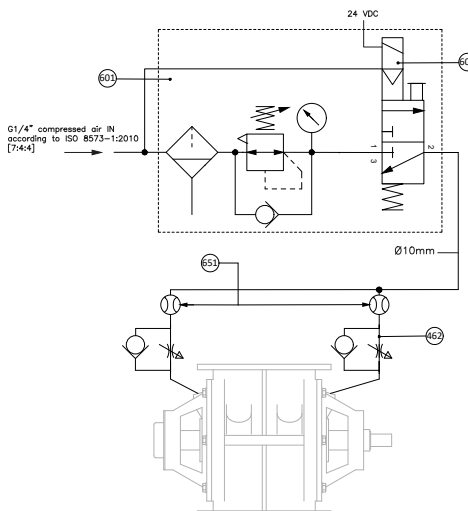 24 VDC
601
G1/4" compressed air IN
according to ISO 8573-1:2010
[7:4:4]
1
2
3
Ø10mm
651
462